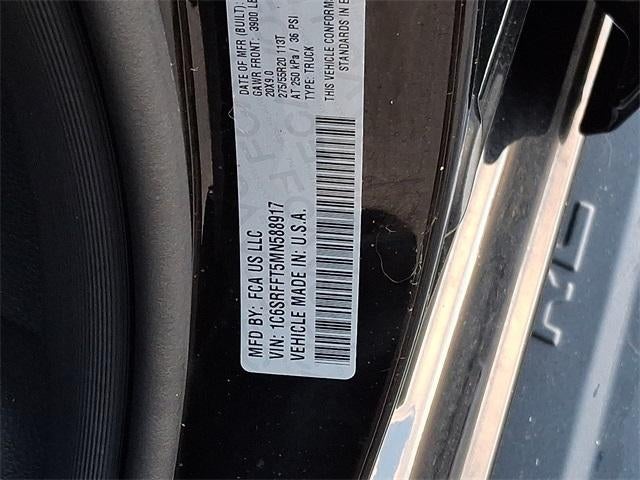 MFD BY: FCA US LLC
VIN: 1C6SRFFT5MN588917
VEHICLE MADE IN: U.S.A.
DATE OF MFR (BUILT):
GAWR FRONT: 3900 LB
20X9.0
275/55R20 113T
AT 250 kPa / 36 PSI
TYPE: TRUCK
THIS VEHICLE CONFORM
STANDARDS IN E